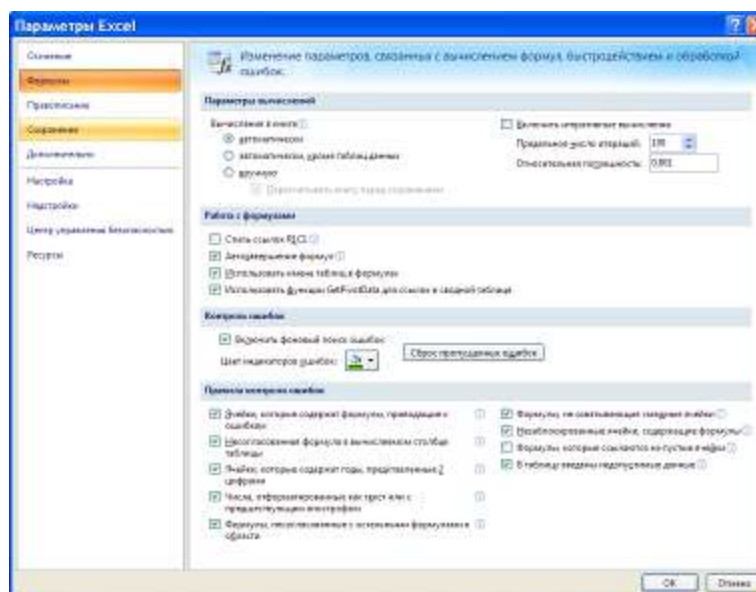 Параметры Excel
Основные
Формулы
Правописание
Сохранение
Дополнительно
Настройка
Надстройки
Центр управления безопасностью
Ресурсы
Изменение параметров, связанных с вычислением формул, быстродействием и обработкой
ошибок.
Параметры вычислений
Вычисления в книге
автоматически
автоматически, кроме таблиц данных
вручную
Пересчитывать книгу перед сохранением
Включить итеративные вычисления
Предельное число итераций: 100
Относительная погрешность: 0,001
Работа с формулами
Стиль ссылок R1C1
Автозавершение формул
Использовать имена таблиц в формулах
Использовать функции GetPivotData для ссылок в сводной таблице
Контроль ошибок
Включить фоновый поиск ошибок
Цвет индикаторов ошибок:
Сброс пропущенных ошибок
Правила контроля ошибок
Ячейки, которые содержат формулы, приводящие к
ошибкам
Несогласованная формула в вычисляемом столбце
таблицы
Ячейки, которые содержат годы, представленные 2
цифрами
Числа, отформатированные как текст или с
предшествующим апострофом
Формулы, несогласованные с остальными формулами в
области
Формулы, не охватывающие смежные ячейки
Незаблокированные ячейки, содержащие формулы
Формулы, которые ссылаются на пустые ячейки
В таблицу введены недопустимые данные
ОК
Отмена